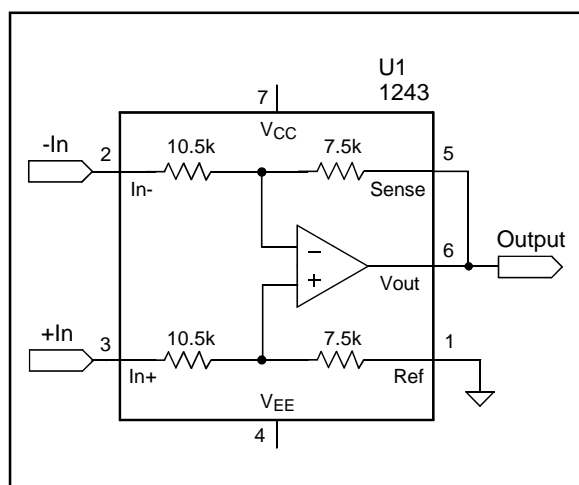 U1
1243
7
VCC
-In
2
10.5k
7.5k
5
In-
Sense
−
6
Output
+
Vout
+In
3
10.5k
7.5k
1
In+
Ref
VEE
4